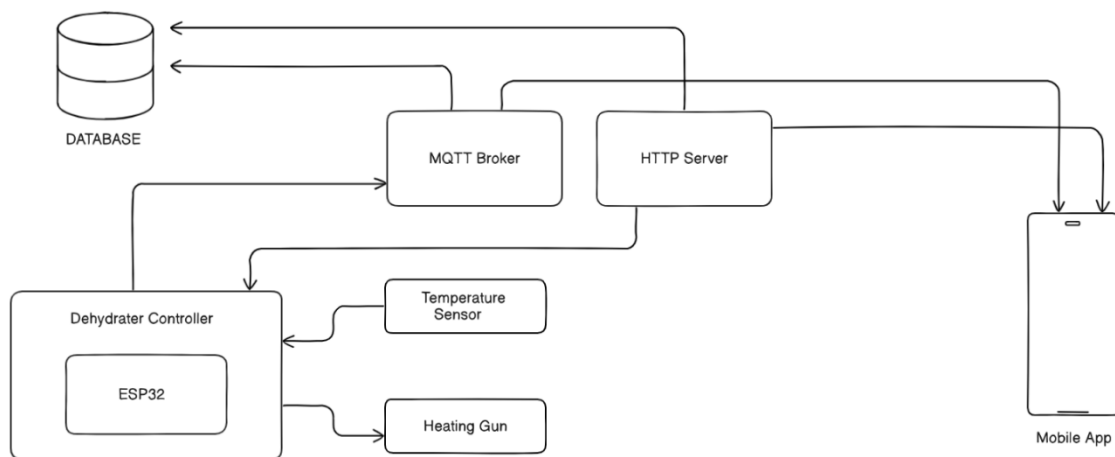 DATABASE
MQTT Broker
HTTP Server
Dehydrater Controller
ESP32
Temperature
Sensor
Heating Gun
Mobile App